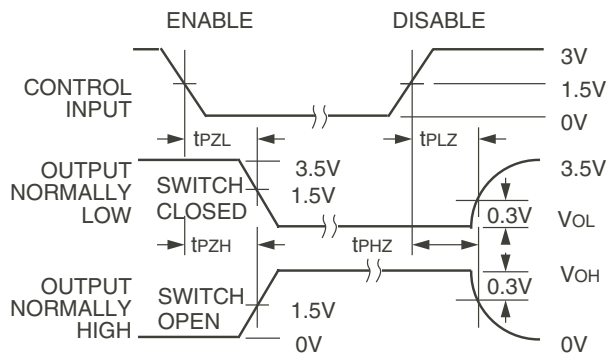 ENABLE DISABLE
3V
CONTROL INPUT 1.5V
0V
tPZL tPLZ
OUTPUT NORMALLY LOW 3.5V 3.5V
SWITCH CLOSED 1.5V
0.3V VOL
tPZH tPHZ
VOH
OUTPUT NORMALLY HIGH SWITCH OPEN 0.3V
1.5V
0V 0V